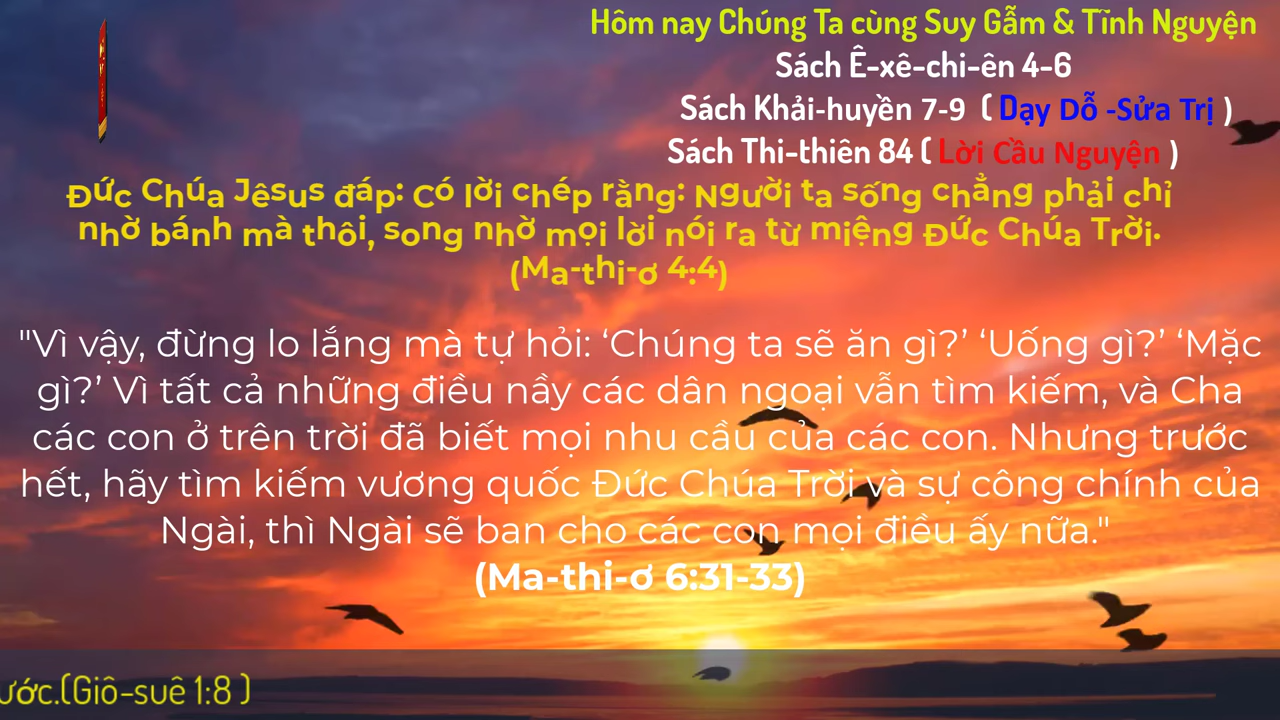 Hôm nay Chúng Ta cùng Suy Gẫm & Tĩnh Nguyện
Sách Ê-xê-chi-ên 4-6
Sách Khải-huyền 7-9 ( Dạy Dỗ -Sửa Trị )
Sách Thi-thiên 84 ( Lời Cầu Nguyện )
Đức Chúa Jêsus đáp: Có lời chép rằng: Người ta sống chẳng phải chỉ
nhờ bánh mà thôi, song nhờ mọi lời nói ra từ miệng Đức Chúa Trời.
(Ma-thi-ơ 4:4)
"Vì vậy, đừng lo lắng mà tự hỏi: ‘Chúng ta sẽ ăn gì?’ ‘Uống gì?’ ‘Mặc
gì?’ Vì tất cả những điều nầy các dân ngoại vẫn tìm kiếm, và Cha
các con ở trên trời đã biết mọi nhu cầu của các con. Nhưng trước
hết, hãy tìm kiếm vương quốc Đức Chúa Trời và sự công chính của
Ngài, thì Ngài sẽ ban cho các con mọi điều ấy nữa."
(Ma-thi-ơ 6:31-33)
ước.(Giô-suê 1:8 )